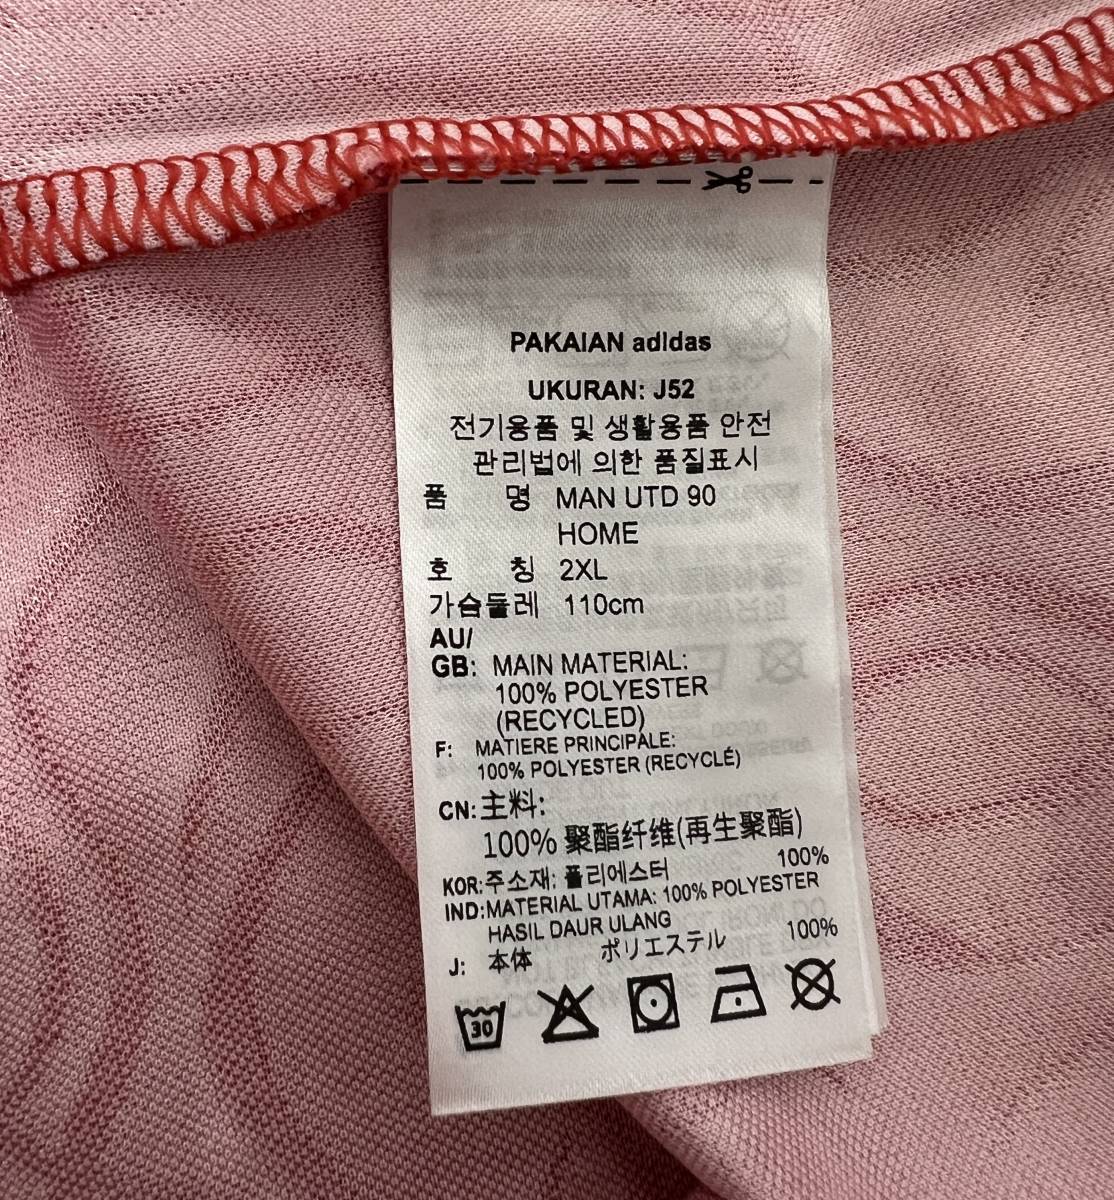 PAKAIAN adidas
UKURAN: J52
전기용품 및 생활용품 안전
관리법에 의한 품질표시
품 명 MAN UTD 90
HOME
호 칭 2XL
가슴둘레 110cm
AU/
GB: MAIN MATERIAL:
100% POLYESTER
(RECYCLED)
F: MATIERE PRINCIPALE:
100% POLYESTER (RECYCLÉ)
CN: 主料:
100% 聚酯纤维(再生聚酯)
KOR:주소재: 폴리에스터 100%
IND:MATERIAL UTAMA: 100% POLYESTER
HASIL DAUR ULANG
J: 本体 ポリエステル 100%
30